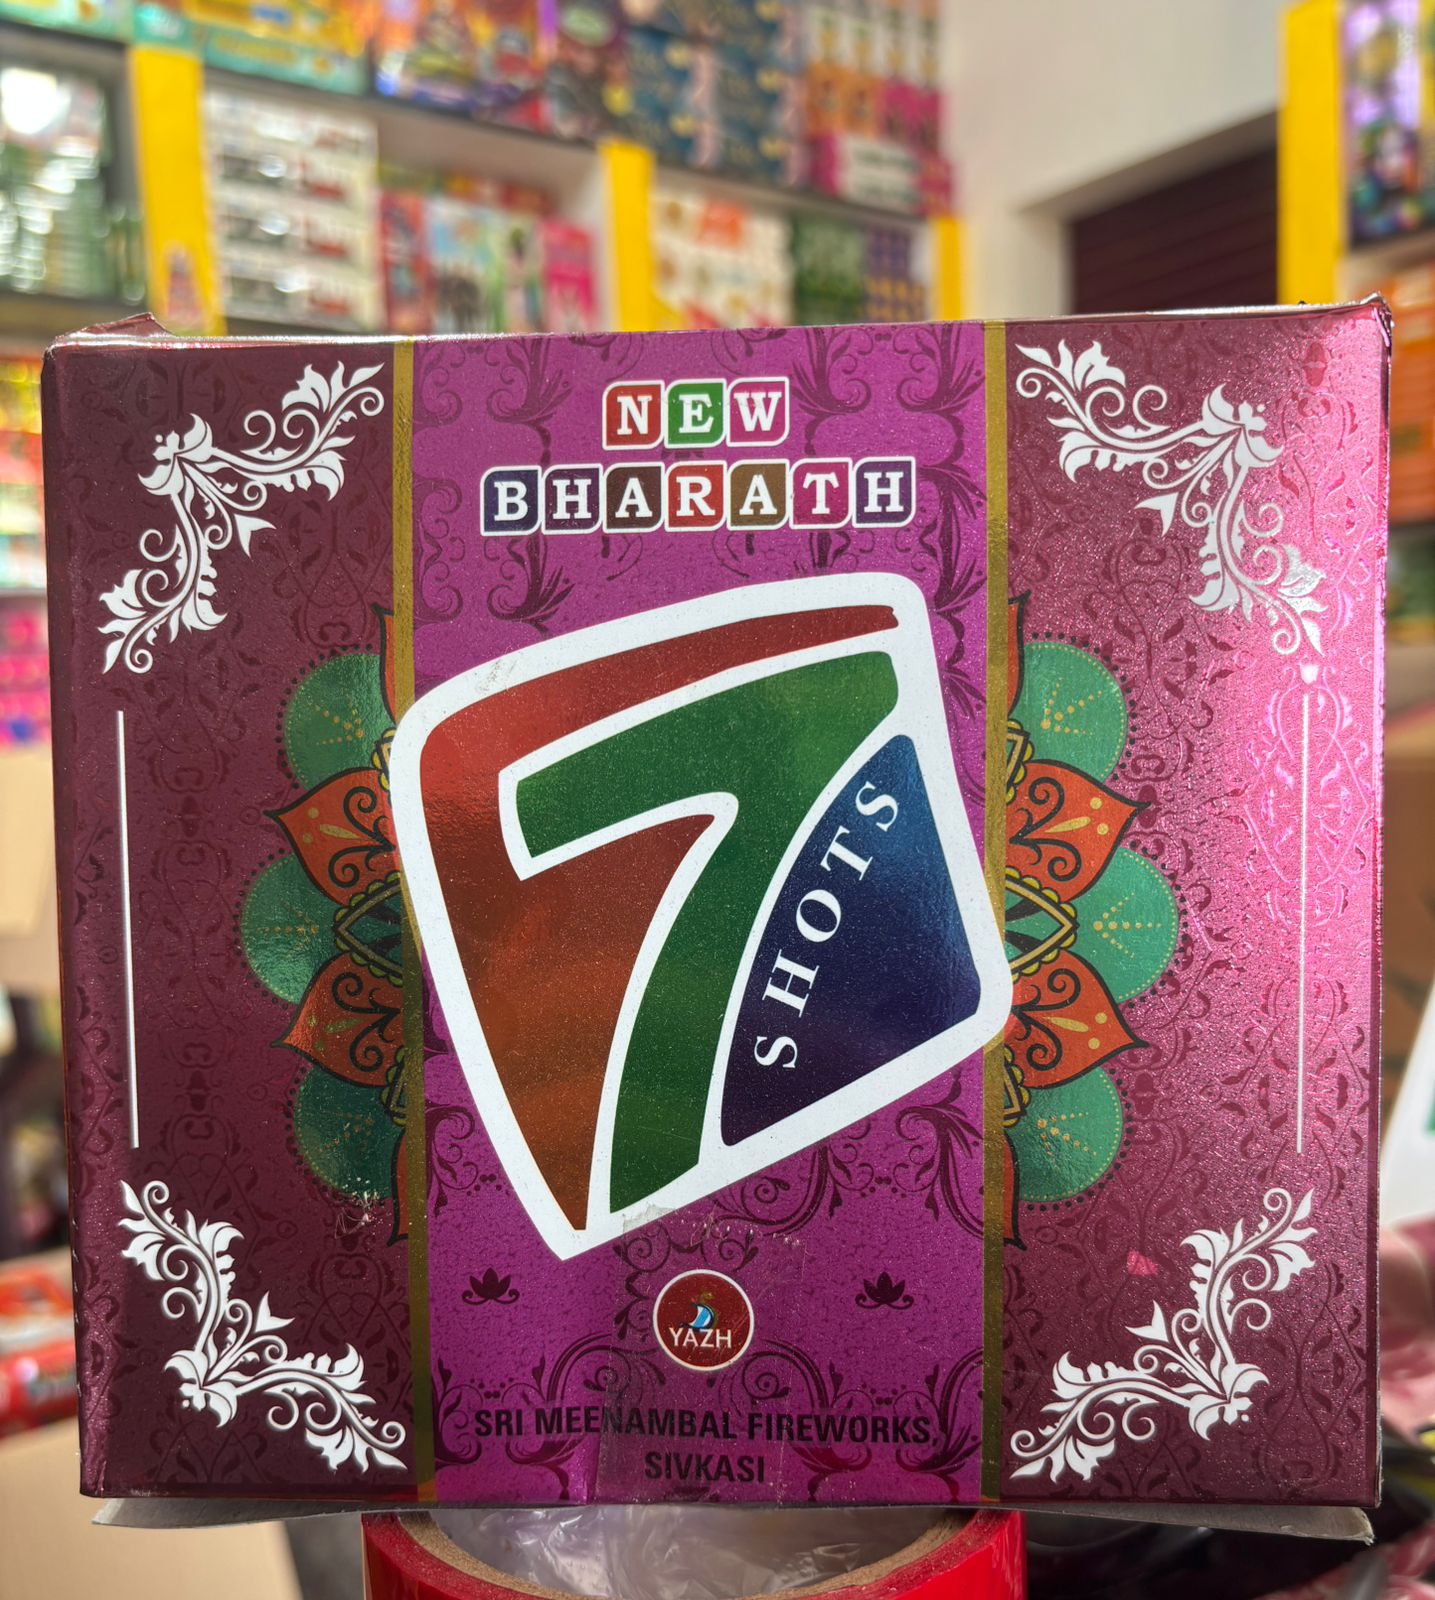 NEW
BHARATH
7
SHOTS
YAZH
SRI MEENAMBAL FIREWORKS,
SIVKASI